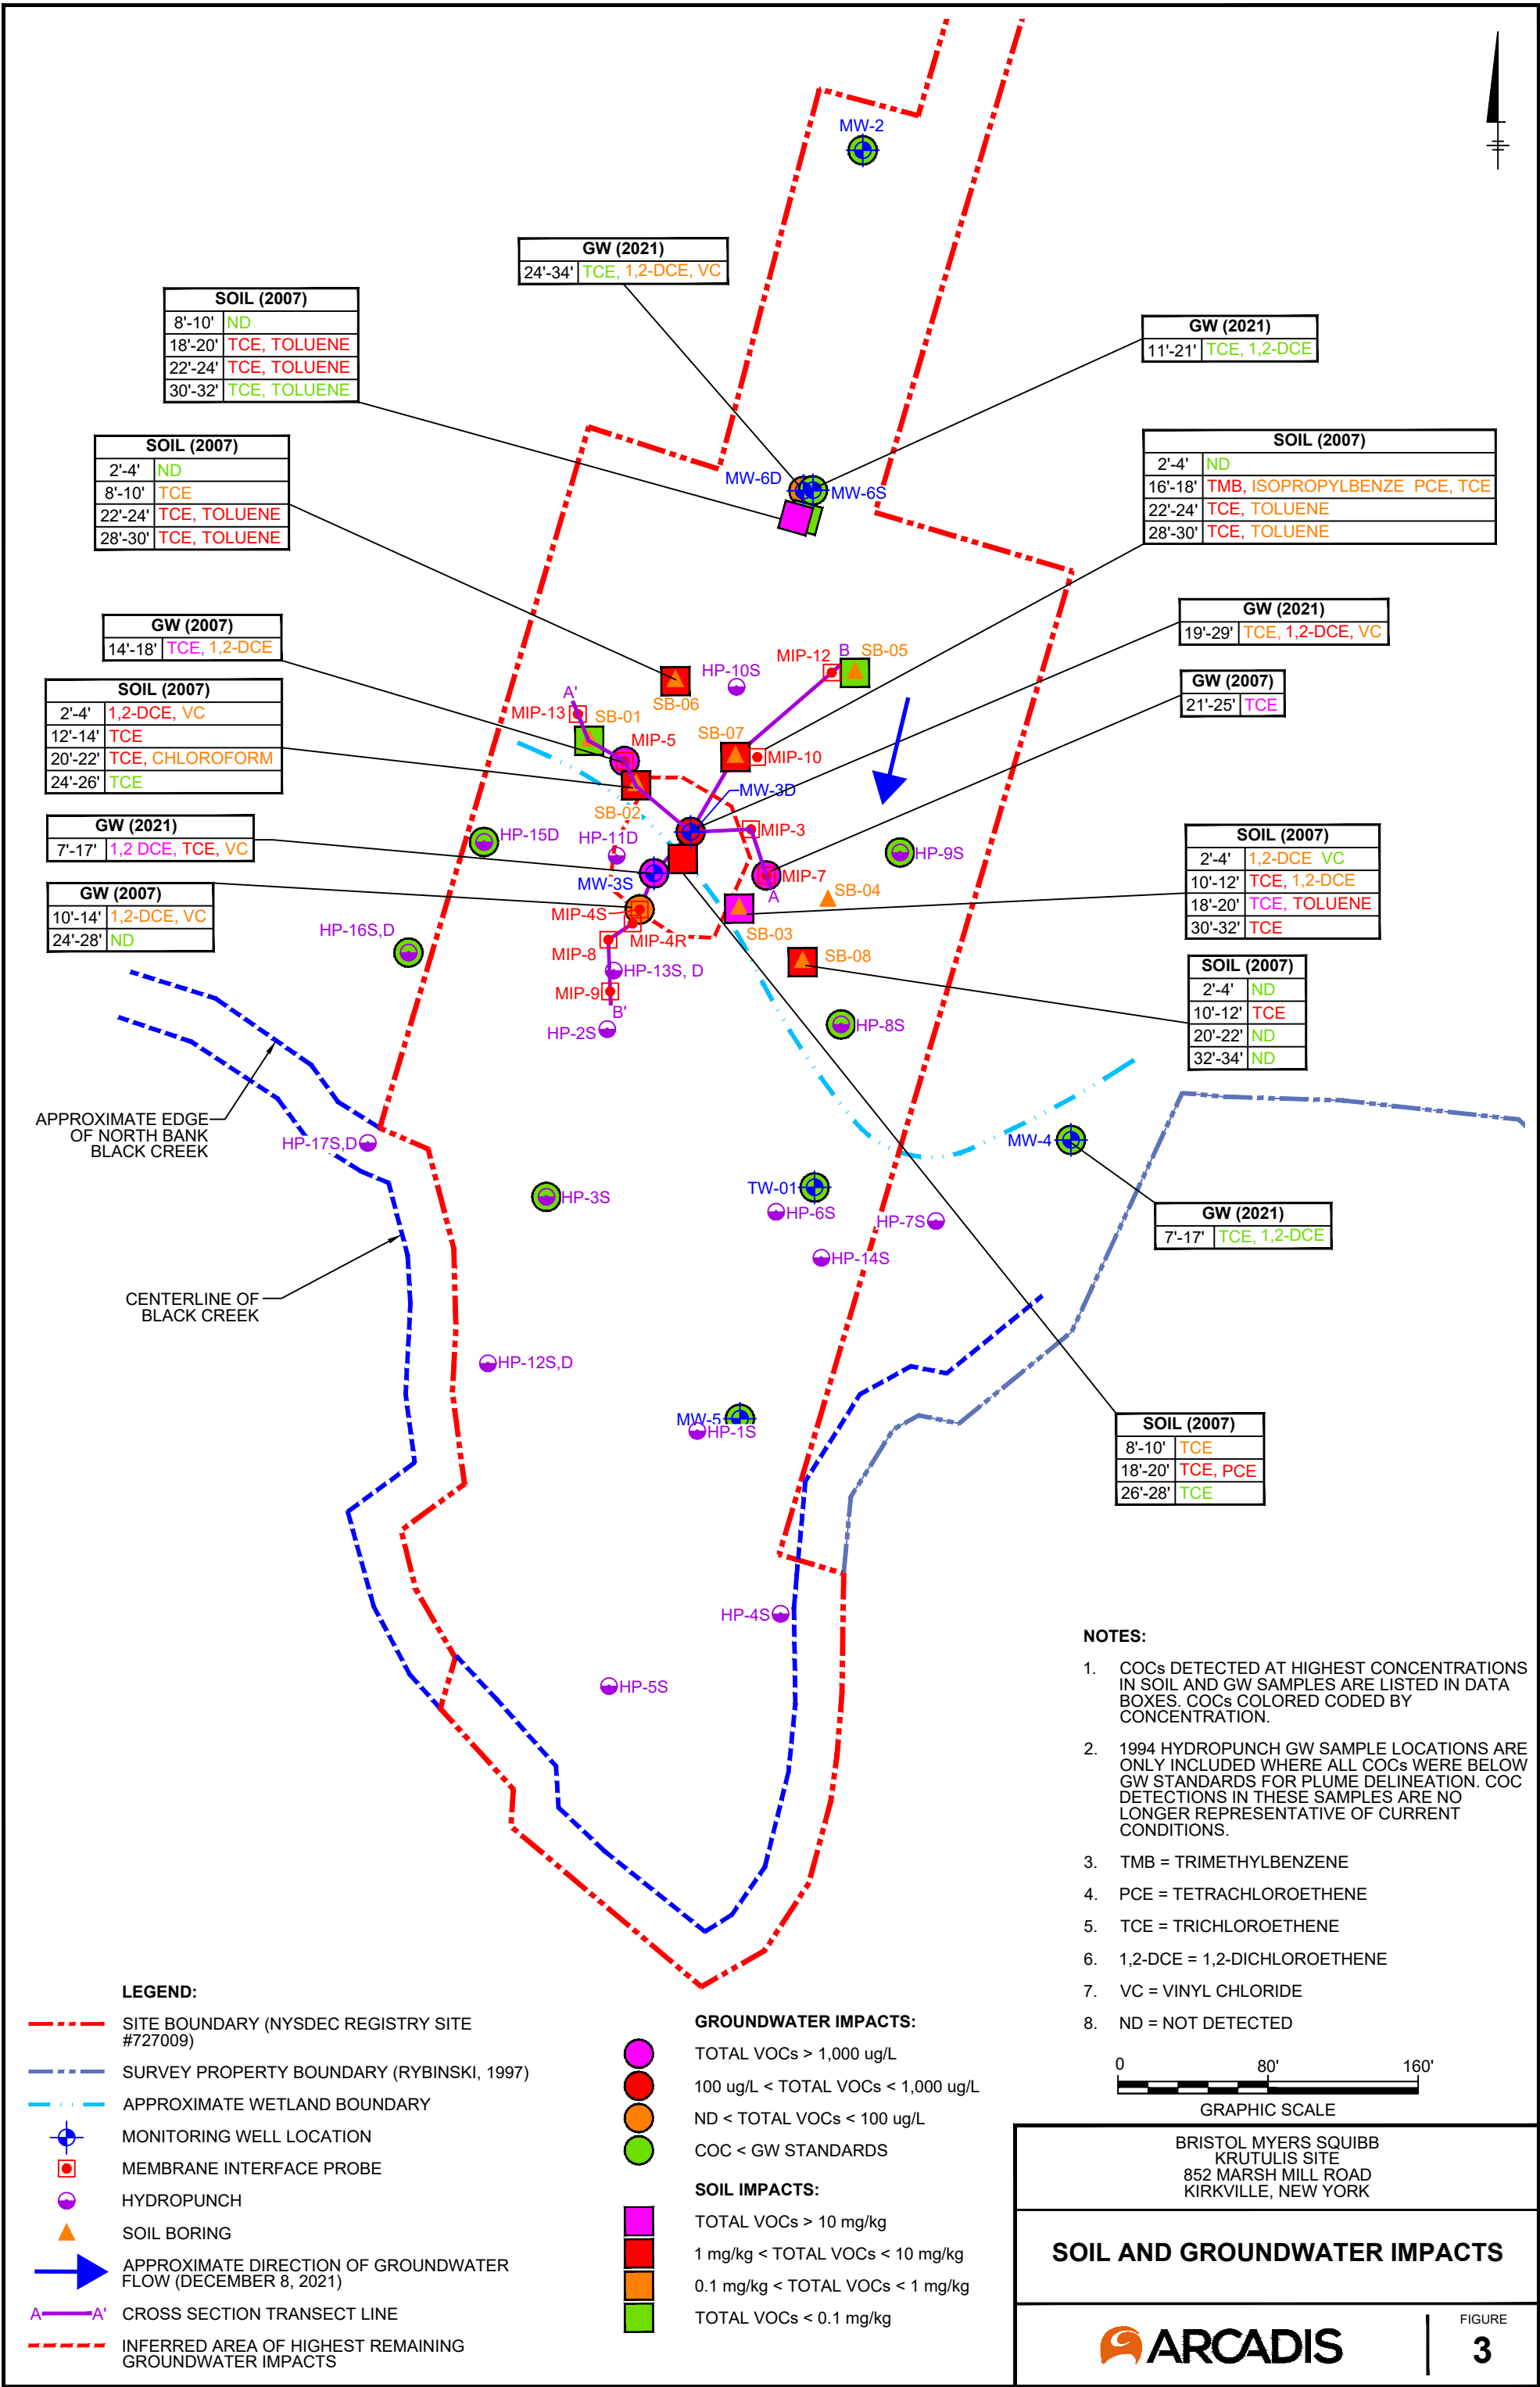 MW-2
GW (2021)
24'-34' TCE, 1,2-DCE, VC
SOIL (2007)
8'-10' ND
18'-20' TCE, TOLUENE
22'-24' TCE, TOLUENE
30'-32' TCE, TOLUENE
GW (2021)
11'-21' TCE, 1,2-DCE
SOIL (2007)
2'-4' ND
8'-10' TCE
22'-24' TCE, TOLUENE
28'-30' TCE, TOLUENE
SOIL (2007)
2'-4' ND
16'-18' TMB, ISOPROPYLBENZE PCE, TCE
22'-24' TCE, TOLUENE
28'-30' TCE, TOLUENE
MW-6D
MW-6S
GW (2007)
14'-18' TCE, 1,2-DCE
GW (2021)
19'-29' TCE, 1,2-DCE, VC
SOIL (2007)
2'-4' 1,2-DCE, VC
12'-14' TCE
20'-22' TCE, CHLOROFORM
24'-26' TCE
GW (2007)
21'-25' TCE
MIP-12
B
SB-05
HP-10S
SB-06
A'
MIP-13
SB-01
MIP-5
SB-07
MIP-10
MW-3D
SB-02
HP-15D
HP-11D
MIP-3
HP-9S
MW-3S
MIP-7
A
SB-04
MIP-4S
MIP-4R
SB-03
MIP-8
SB-08
HP-16S,D
HP-13S, D
MIP-9
B'
HP-2S
HP-8S
GW (2021)
7'-17' 1,2 DCE, TCE, VC
GW (2007)
10'-14' 1,2-DCE, VC
24'-28' ND
SOIL (2007)
2'-4' 1,2-DCE VC
10'-12' TCE, 1,2-DCE
18'-20' TCE, TOLUENE
30'-32' TCE
SOIL (2007)
2'-4' ND
10'-12' TCE
20'-22' ND
32'-34' ND
APPROXIMATE EDGE
OF NORTH BANK
BLACK CREEK
HP-17S,D
MW-4
HP-3S
TW-01
HP-6S
HP-7S
HP-14S
GW (2021)
7'-17' TCE, 1,2-DCE
CENTERLINE OF
BLACK CREEK
HP-12S,D
MW-5
HP-1S
SOIL (2007)
8'-10' TCE
18'-20' TCE, PCE
26'-28' TCE
HP-4S
HP-5S
NOTES:
1. COCs DETECTED AT HIGHEST CONCENTRATIONS
IN SOIL AND GW SAMPLES ARE LISTED IN DATA
BOXES. COCs COLORED CODED BY
CONCENTRATION.
2. 1994 HYDROPUNCH GW SAMPLE LOCATIONS ARE
ONLY INCLUDED WHERE ALL COCs WERE BELOW
GW STANDARDS FOR PLUME DELINEATION. COC
DETECTIONS IN THESE SAMPLES ARE NO
LONGER REPRESENTATIVE OF CURRENT
CONDITIONS.
3. TMB = TRIMETHYLBENZENE
4. PCE = TETRACHLOROETHENE
5. TCE = TRICHLOROETHENE
6. 1,2-DCE = 1,2-DICHLOROETHENE
7. VC = VINYL CHLORIDE
8. ND = NOT DETECTED
0 80' 160'
GRAPHIC SCALE
LEGEND:
SITE BOUNDARY (NYSDEC REGISTRY SITE
#727009)
SURVEY PROPERTY BOUNDARY (RYBINSKI, 1997)
APPROXIMATE WETLAND BOUNDARY
MONITORING WELL LOCATION
MEMBRANE INTERFACE PROBE
HYDROPUNCH
SOIL BORING
APPROXIMATE DIRECTION OF GROUNDWATER
FLOW (DECEMBER 8, 2021)
A A' CROSS SECTION TRANSECT LINE
INFERRED AREA OF HIGHEST REMAINING
GROUNDWATER IMPACTS
GROUNDWATER IMPACTS:
TOTAL VOCs > 1,000 ug/L
100 ug/L < TOTAL VOCs < 1,000 ug/L
ND < TOTAL VOCs < 100 ug/L
COC < GW STANDARDS
SOIL IMPACTS:
TOTAL VOCs > 10 mg/kg
1 mg/kg < TOTAL VOCs < 10 mg/kg
0.1 mg/kg < TOTAL VOCs < 1 mg/kg
TOTAL VOCs < 0.1 mg/kg
BRISTOL MYERS SQUIBB
KRUTULIS SITE
852 MARSH MILL ROAD
KIRKVILLE, NEW YORK
SOIL AND GROUNDWATER IMPACTS
ARCADIS
FIGURE
3